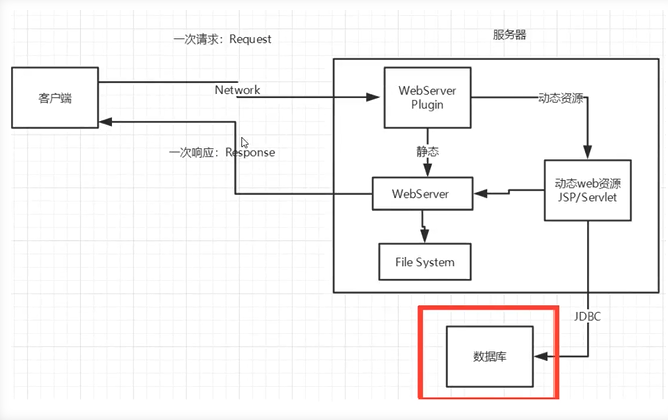 一次请求：Request
服务器
客户端
Network
WebServer
Plugin
动态资源
静态
一次响应：Response
WebServer
动态web资源
JSP/Servlet
File System
JDBC
数据库